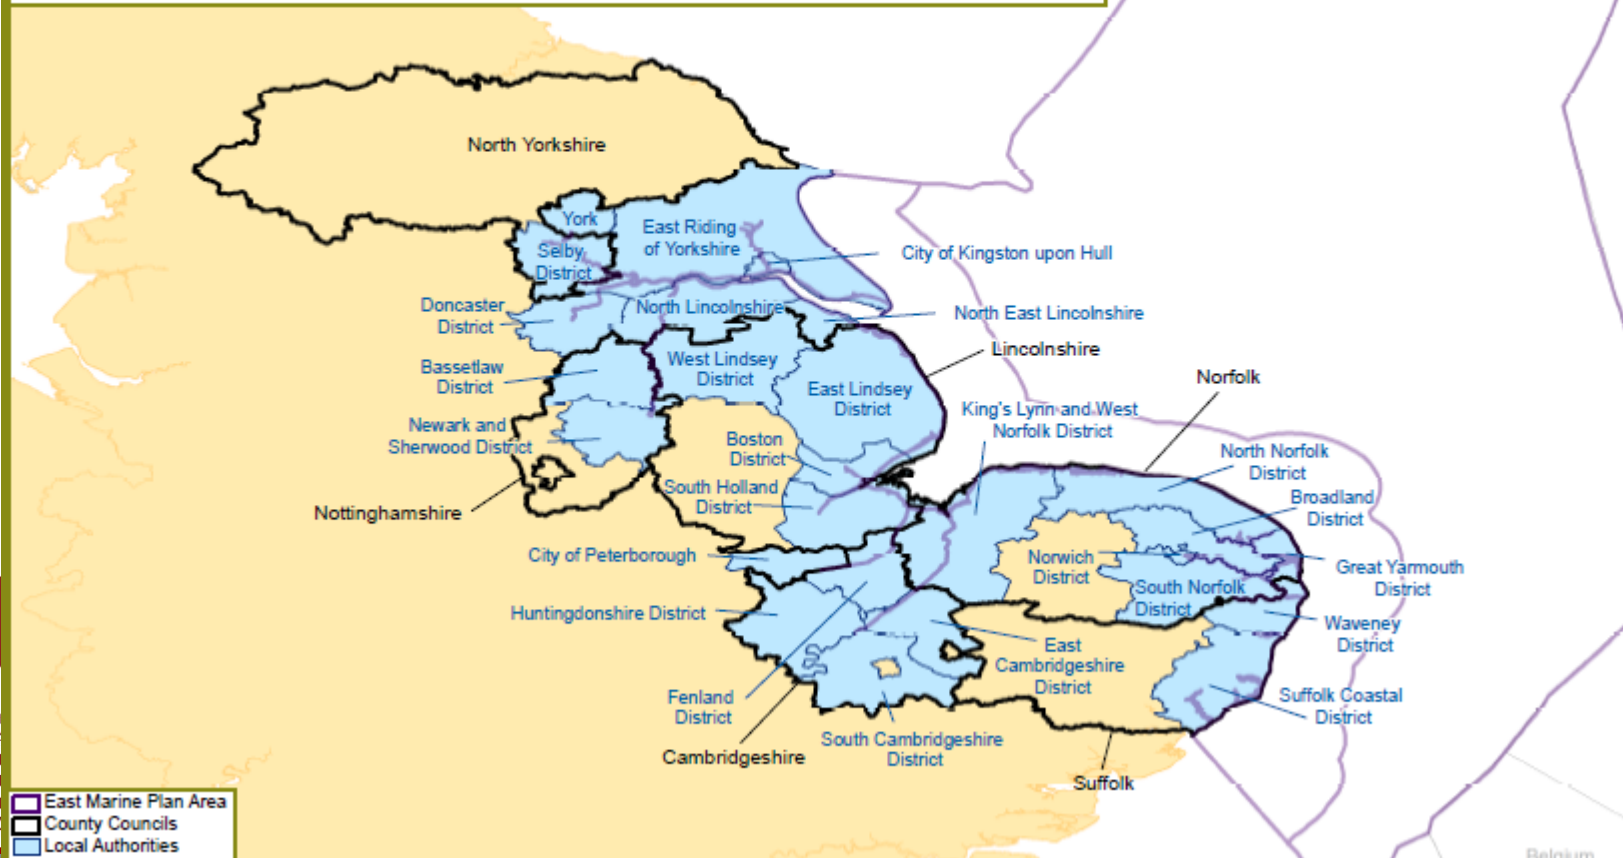 North Yorkshire
York
East Riding
of Yorkshire
Selby
District
City of Kingston upon Hull
Doncaster
District
North Lincolnshire
North East Lincolnshire
Lincolnshire
West Lindsey
District
Bassetlaw
District
East Lindsey
District
Norfolk
King's Lynn and West
Norfolk District
Newark and
Sherwood District
Boston
District
North Norfolk
District
South Holland
District
Broadland
District
Nottinghamshire
City of Peterborough
Norwich
District
Great Yarmouth
District
South Norfolk
District
Huntingdonshire District
Waveney
District
East
Cambridgeshire
District
Fenland
District
Suffolk Coastal
District
Cambridgeshire
South Cambridgeshire
District
Suffolk
East Marine Plan Area
County Councils
Local Authorities
Belgium